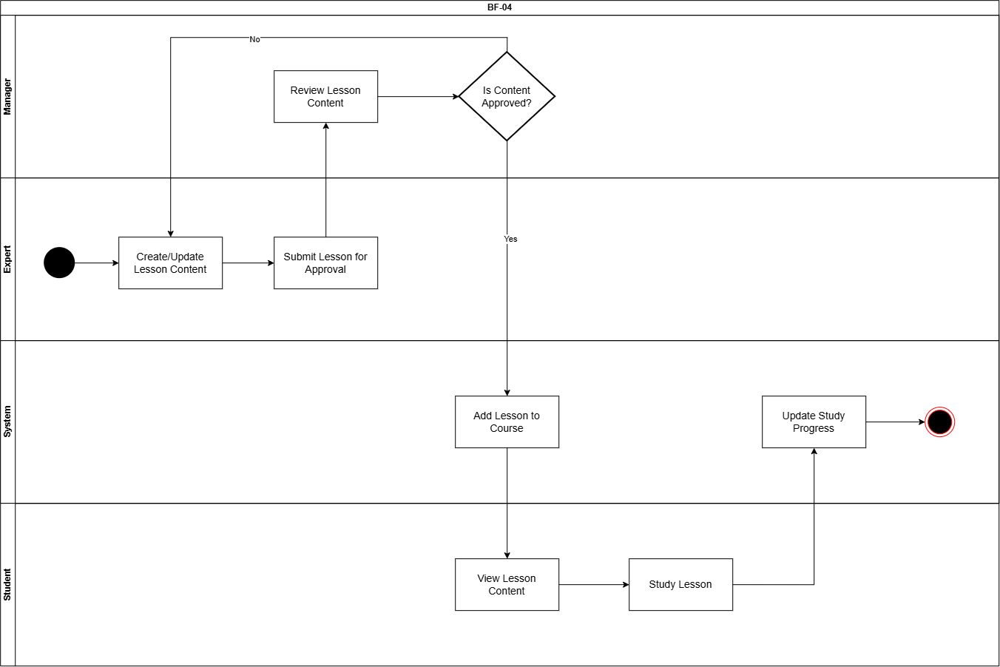 BF-04
Manager
No
Review Lesson
Content
Is Content
Approved?
Expert
Create/Update
Lesson Content
Submit Lesson for
Approval
Yes
System
Add Lesson to
Course
Update Study
Progress
Student
View Lesson
Content
Study Lesson